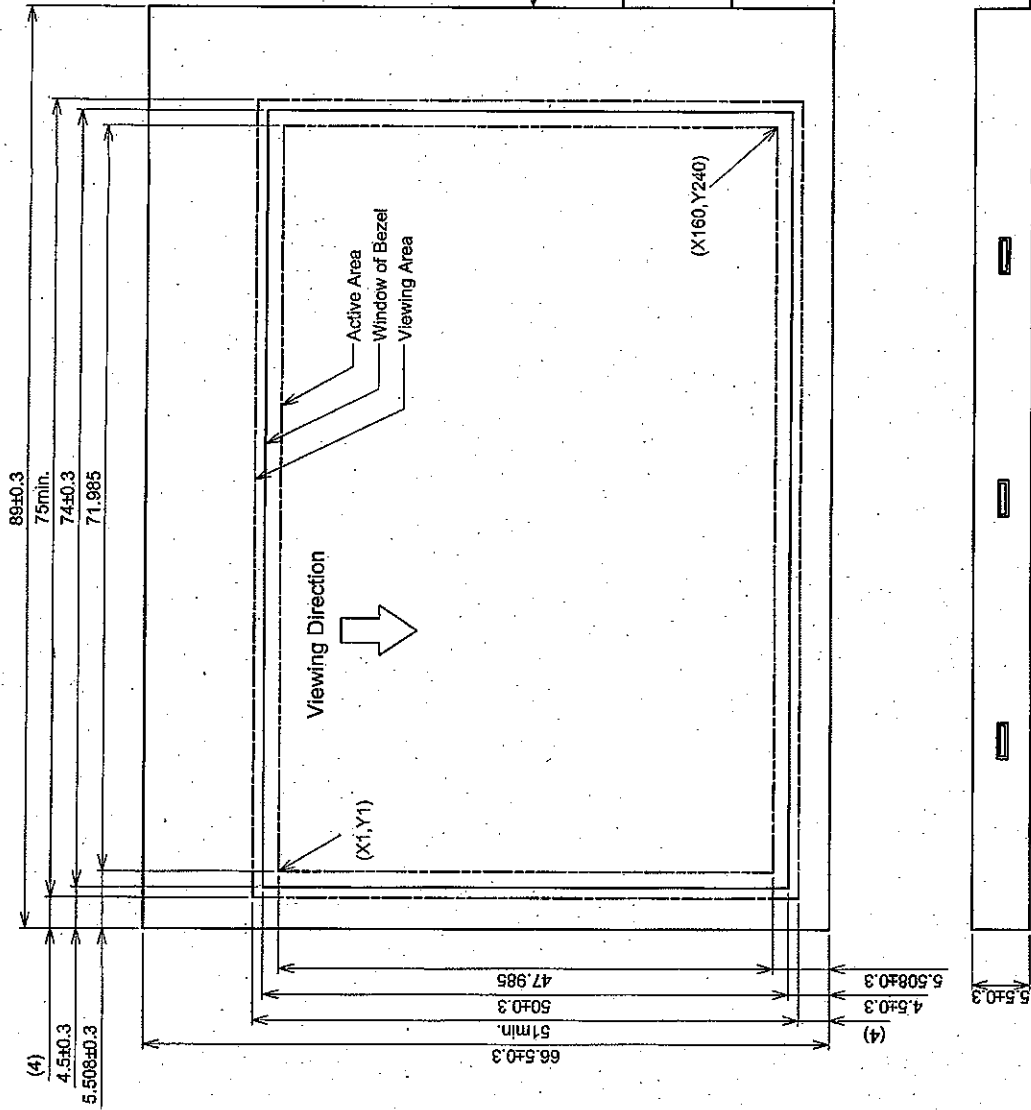 89±0.3
75min.
74±0.3
71.985
(4)
4.5±0.3
5.508±0.3
Active Area
Window of Bezel
Viewing Area
Viewing Direction
(X1,Y1)
(X160,Y240)
47.985
50±0.3
51min.
66.5±0.3
5.508±0.3
4.5±0.3
(4)
5.5±0.3